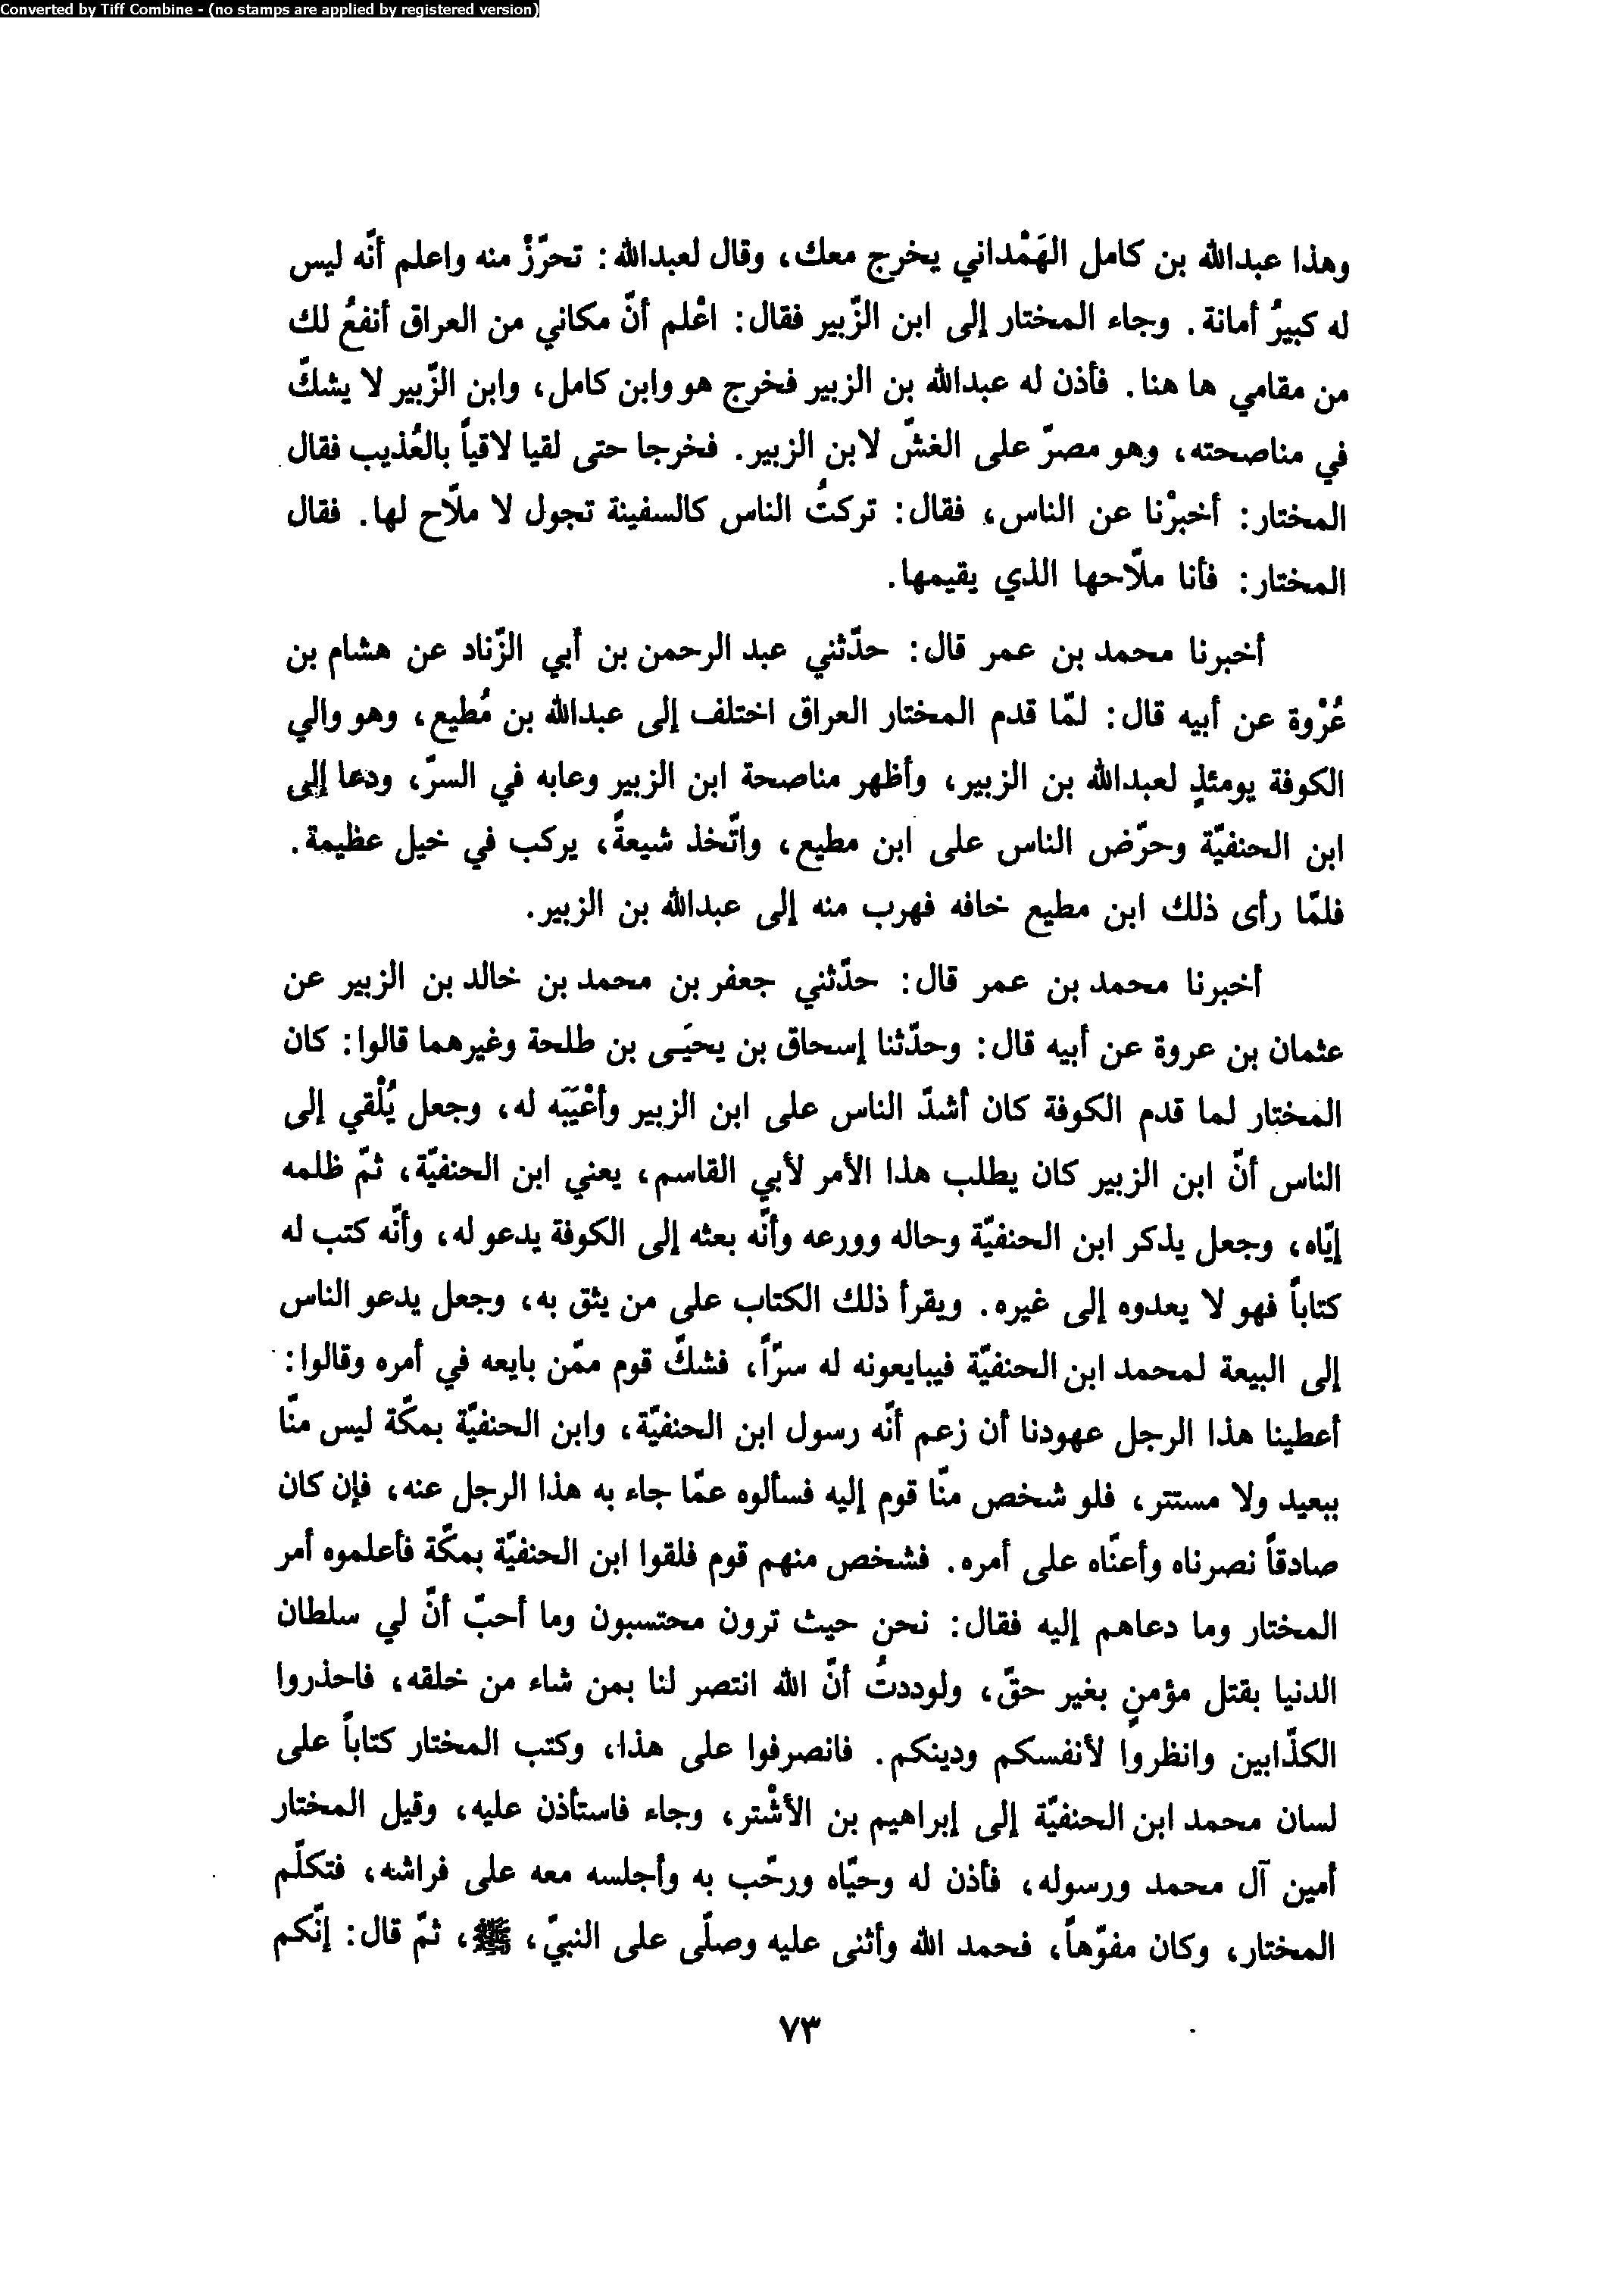 Converted by Tiff Combine - (no stamps are applied by registered version)
وهذا عبدالله بن كامل الهَمْداني يخرج معك، وقال لعبدالله: تحرّزْ منه واعلم أنّه ليس
له كبيرُ أمانة. وجاء المختار إلى ابن الزّبير فقال: اعْلم أنّ مكاني من العراق أنفعُ لك
من مقامي ها هنا. فأذن له عبدالله بن الزبير فخرج هو وابن كامل، وابن الزّبير لا يشكّ
في مناصحته، وهو مصرّ على الغشّ لابن الزبير. فخرجا حتى لقيا لاقياً بالعُذيب فقال
المختار: أخبرْنا عن الناس، فقال: تركتُ الناس كالسفينة تجول لا ملّاح لها. فقال
المختار: فأنا ملّاحها الذي يقيمها.
أخبرنا محمد بن عمر قال: حدّثني عبد الرحمن بن أبي الزّناد عن هشام بن
عُرْوة عن أبيه قال: لمّا قدم المختار العراق اختلف إلى عبدالله بن مُطيع، وهو والي
الكوفة يومئذٍ لعبدالله بن الزبير، وأظهر مناصحة ابن الزبير وعابه في السرّ، ودعا إلى
ابن الحنفيّة وحرّض الناس على ابن مطيع، واتّخذ شيعةً، يركب في خيل عظيمة.
فلمّا رأى ذلك ابن مطيع خافه فهرب منه إلى عبدالله بن الزبير.
أخبرنا محمد بن عمر قال: حدّثني جعفر بن محمد بن خالد بن الزبير عن
عثمان بن عروة عن أبيه قال: وحدّثنا إسحاق بن يحيَى بن طلحة وغيرهما قالوا: كان
المختار لما قدم الكوفة كان أشدّ الناس على ابن الزبير وأعْيَبَه له، وجعل يُلْقي إلى
الناس أنّ ابن الزبير كان يطلب هذا الأمر لأبي القاسم، يعني ابن الحنفيّة، ثمّ ظلمه
إيّاه، وجعل يذكر ابن الحنفيّة وحاله وورعه وأنّه بعثه إلى الكوفة يدعو له، وأنّه كتب له
كتاباً فهو لا يعدوه إلى غيره. ويقرأ ذلك الكتاب على من يثق به، وجعل يدعو الناس
إلى البيعة لمحمد ابن الحنفيّة فيبايعونه له سرّاً، فشكّ قوم ممّن بايعه في أمره وقالوا:
أعطينا هذا الرجل عهودنا أن زعم أنّه رسول ابن الحنفيّة، وابن الحنفيّة بمكّة ليس منّا
ببعيد ولا مستتر، فلو شخص منّا قوم إليه فسألوه عمّا جاء به هذا الرجل عنه، فإن كان
صادقاً نصرناه وأعنّاه على أمره. فشخص منهم قوم فلقوا ابن الحنفيّة بمكّة فأعلموه أمر
المختار وما دعاهم إليه فقال: نحن حيث ترون محتسبون وما أحبّ أنّ لي سلطان
الدنيا بقتل مؤمنٍ بغير حقّ، ولوددتُ أنّ الله انتصر لنا بمن شاء من خلقه، فاحذروا
الكذّابين وانظروا لأنفسكم ودينكم. فانصرفوا على هذا، وكتب المختار كتاباً على
لسان محمد ابن الحنفيّة إلى إبراهيم بن الأشْتر، وجاء فاستأذن عليه، وقيل المختار
أمين آل محمد ورسوله، فأذن له وحيّاه ورحّب به وأجلسه معه على فراشه، فتكلّم
المختار، وكان مفوّهاً، فحمد الله وأثنى عليه وصلّى على النبيّ، ﷺ، ثمّ قال: إنّكم
٧٣